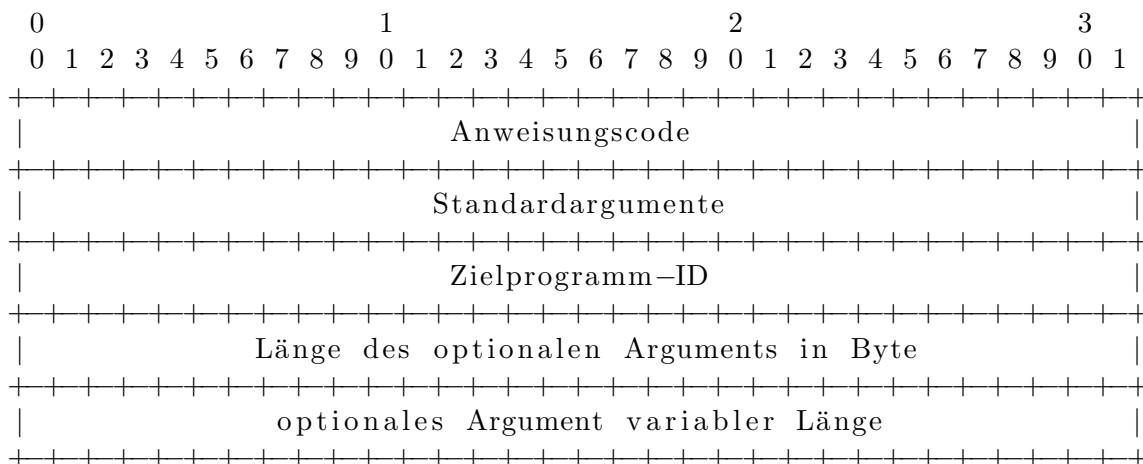 0 1 2 3
0 1 2 3 4 5 6 7 8 9 0 1 2 3 4 5 6 7 8 9 0 1 2 3 4 5 6 7 8 9 0 1
Anweisungscode
Standardargumente
Zielprogramm−ID
Länge des optionalen Arguments in Byte
optionales Argument variabler Länge